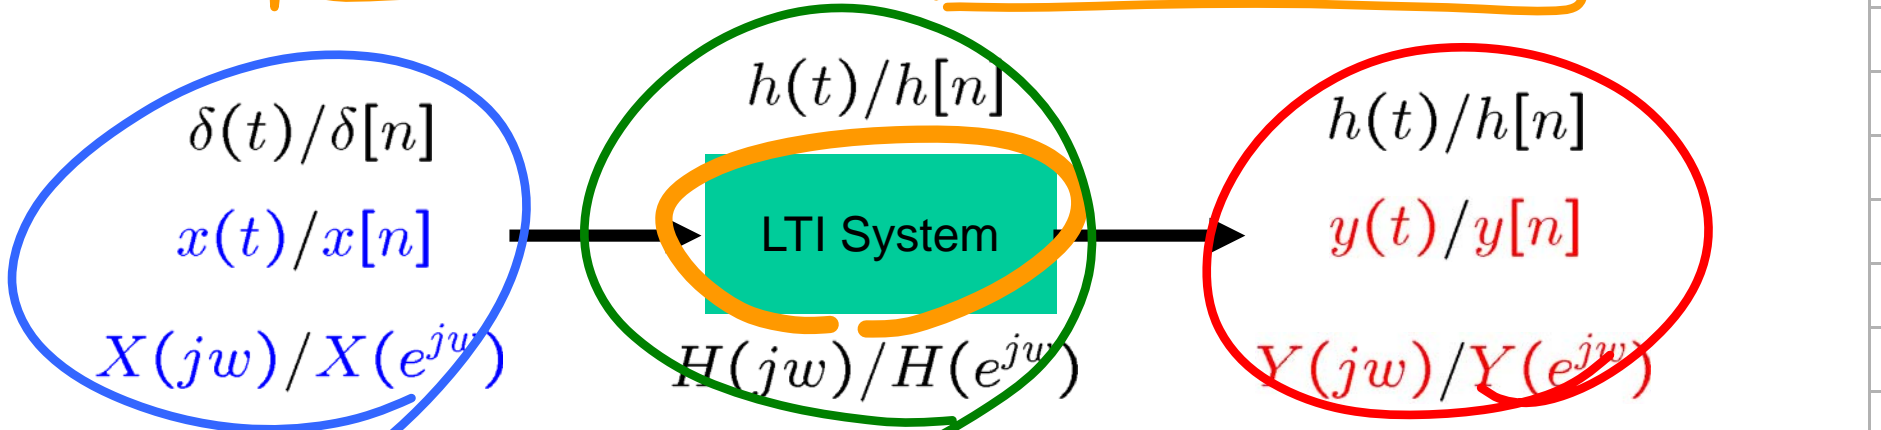 δ(t)/δ[n]
x(t)/x[n]
X(jw)/X(e^{jw})
h(t)/h[n]
LTI System
H(jw)/H(e^{jw})
h(t)/h[n]
y(t)/y[n]
Y(jw)/Y(e^{jw})